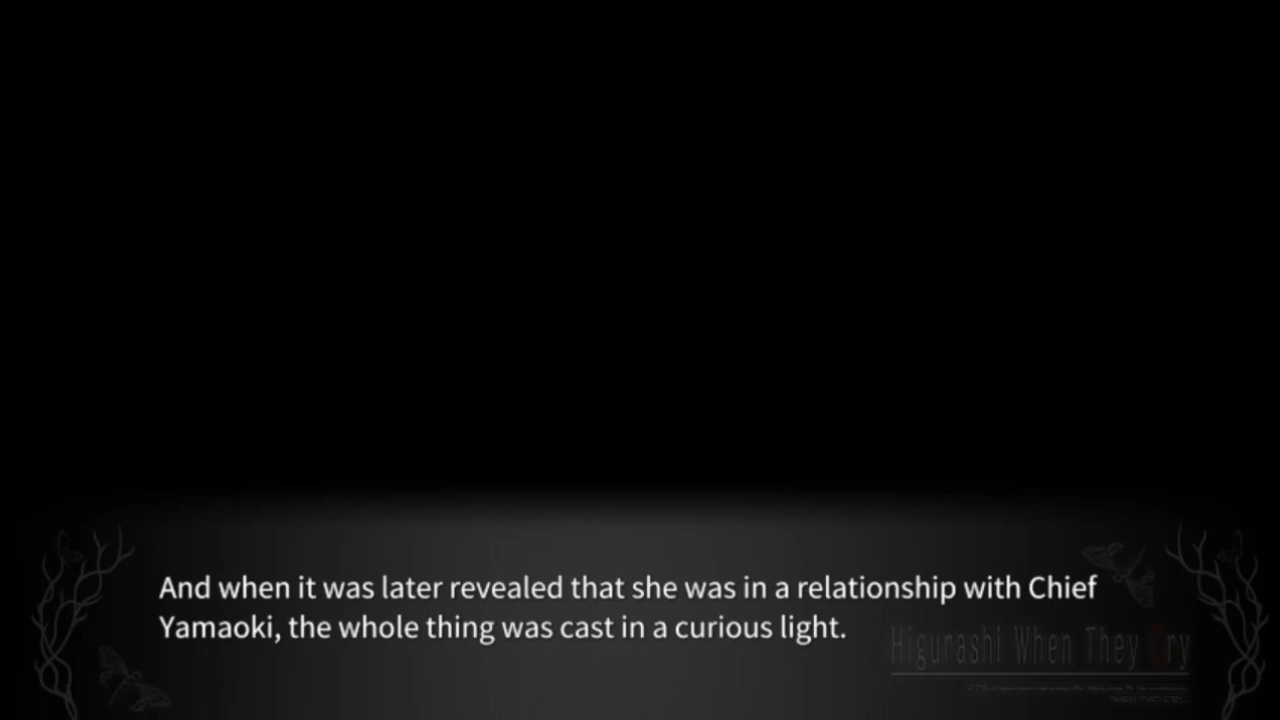 And when it was later revealed that she was in a relationship with Chief
Yamaoki, the whole thing was cast in a curious light.
Higurashi When They Cry